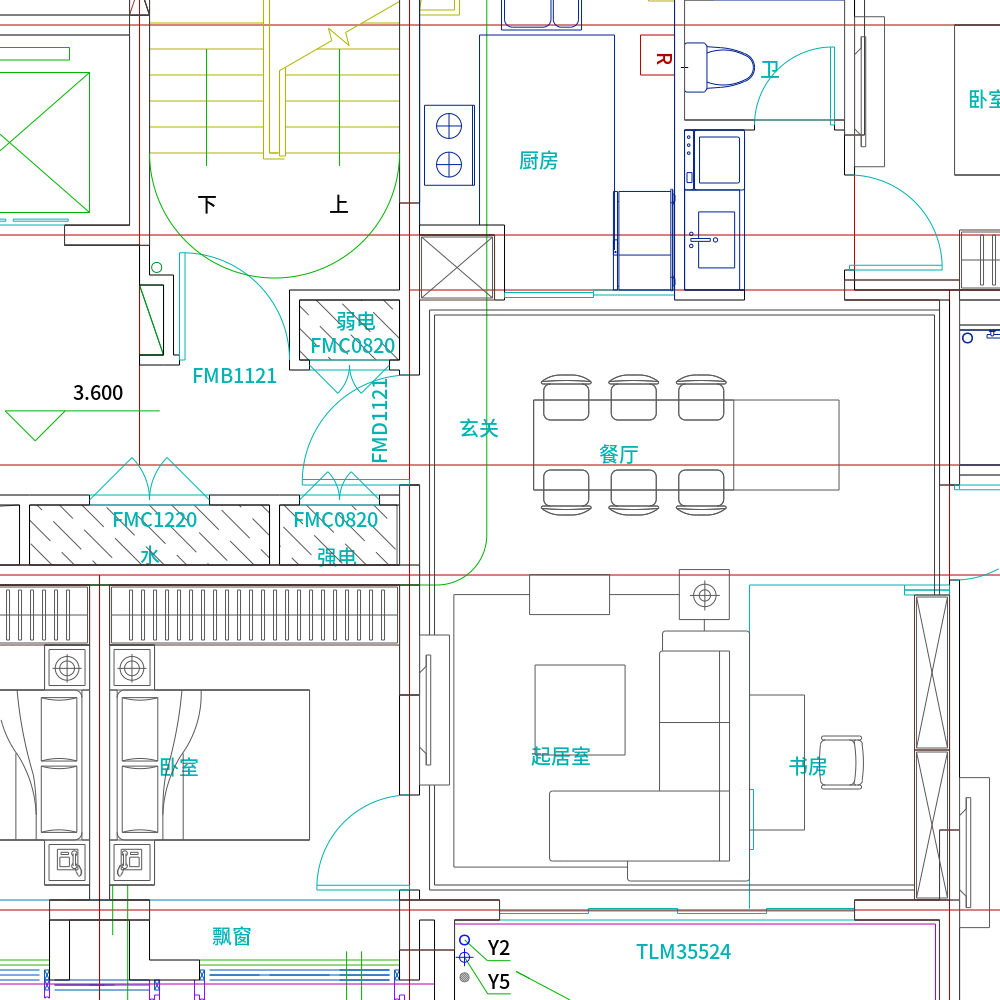 R
卫
卧室
厨房
下
上
弱电
FMC0820
FMB1121
FMD1121
3.600
玄关
餐厅
FMC1220
水
FMC0820
强电
卧室
起居室
书房
飘窗
Y2
TLM35524
Y5